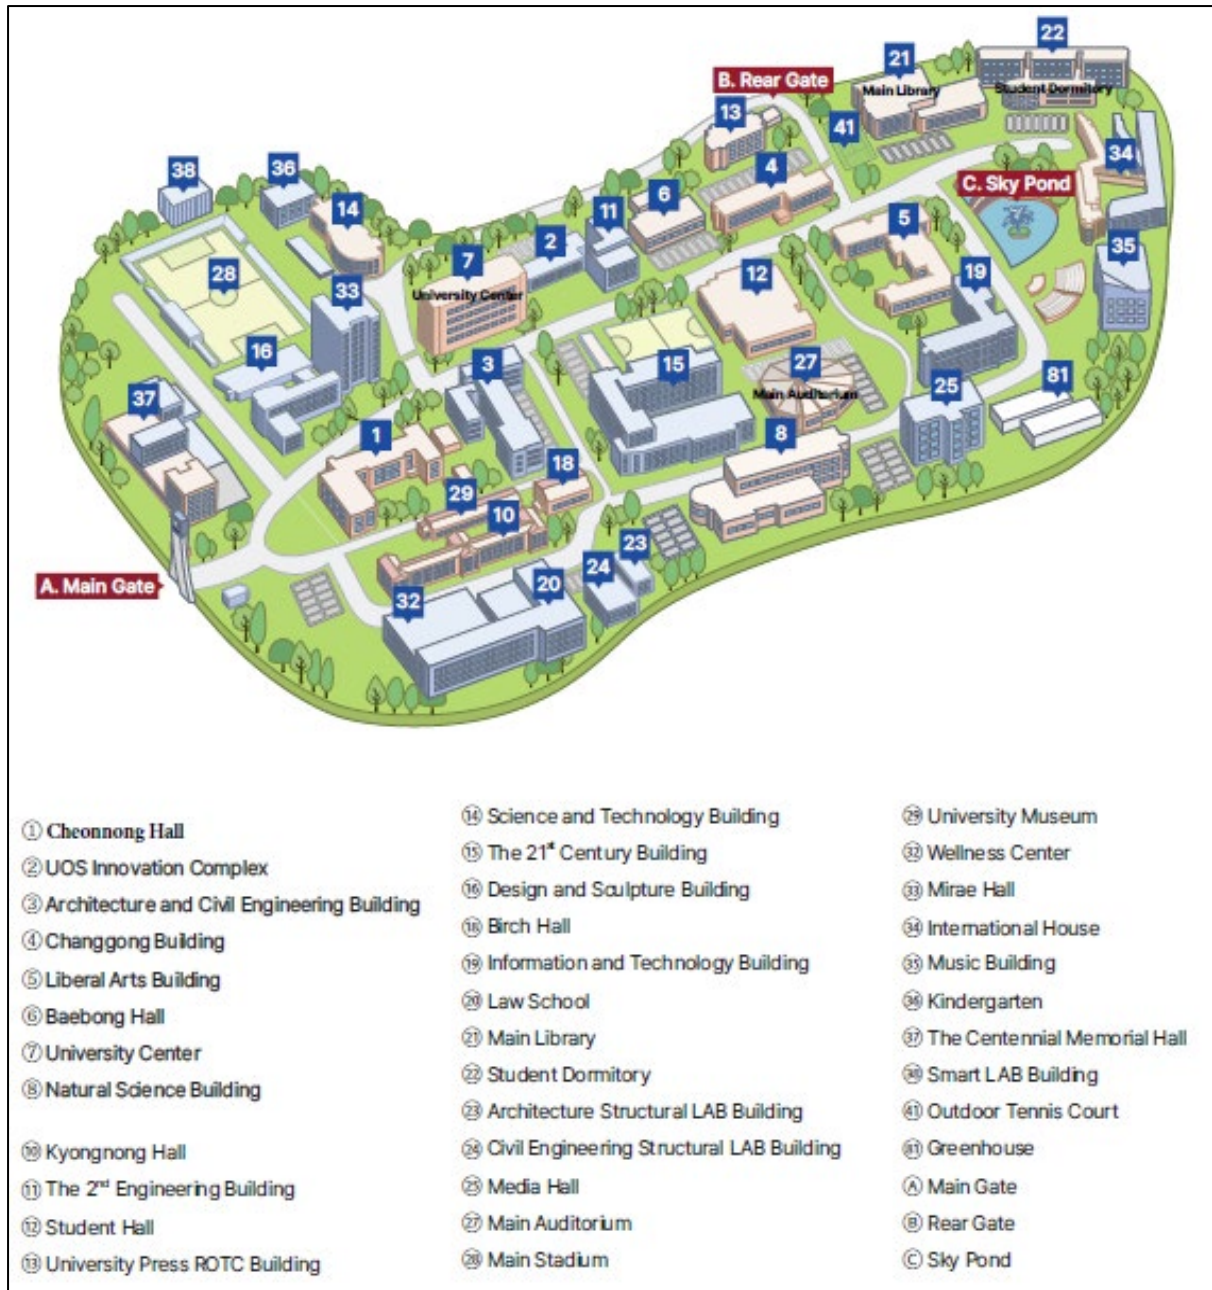 22
21
B. Rear Gate
Main Library
Student Dormitory
13
41
38
36
4
34
14
6
C. Sky Pond
11
5
2
7
35
28
33
12
19
University Center
16
3
15
27
37
Main Auditorium
25
81
1
8
18
29
10
23
24
20
A. Main Gate
32
① Cheonnong Hall
② UOS Innovation Complex
③ Architecture and Civil Engineering Building
④ Changgong Building
⑤ Liberal Arts Building
⑥ Baebong Hall
⑦ University Center
⑧ Natural Science Building
⑩ Kyongnong Hall
⑪ The 2nd Engineering Building
⑫ Student Hall
⑬ University Press ROTC Building
⑭ Science and Technology Building
⑮ The 21st Century Building
⑯ Design and Sculpture Building
⑱ Birch Hall
⑲ Information and Technology Building
⑳ Law School
㉑ Main Library
㉒ Student Dormitory
㉓ Architecture Structural LAB Building
㉔ Civil Engineering Structural LAB Building
㉕ Media Hall
㉗ Main Auditorium
㉘ Main Stadium
㉙ University Museum
㉜ Wellness Center
㉝ Mirae Hall
㉞ International House
㉟ Music Building
㊱ Kindergarten
㊲ The Centennial Memorial Hall
㊳ Smart LAB Building
㊶ Outdoor Tennis Court
81 Greenhouse
Ⓐ Main Gate
Ⓑ Rear Gate
Ⓒ Sky Pond